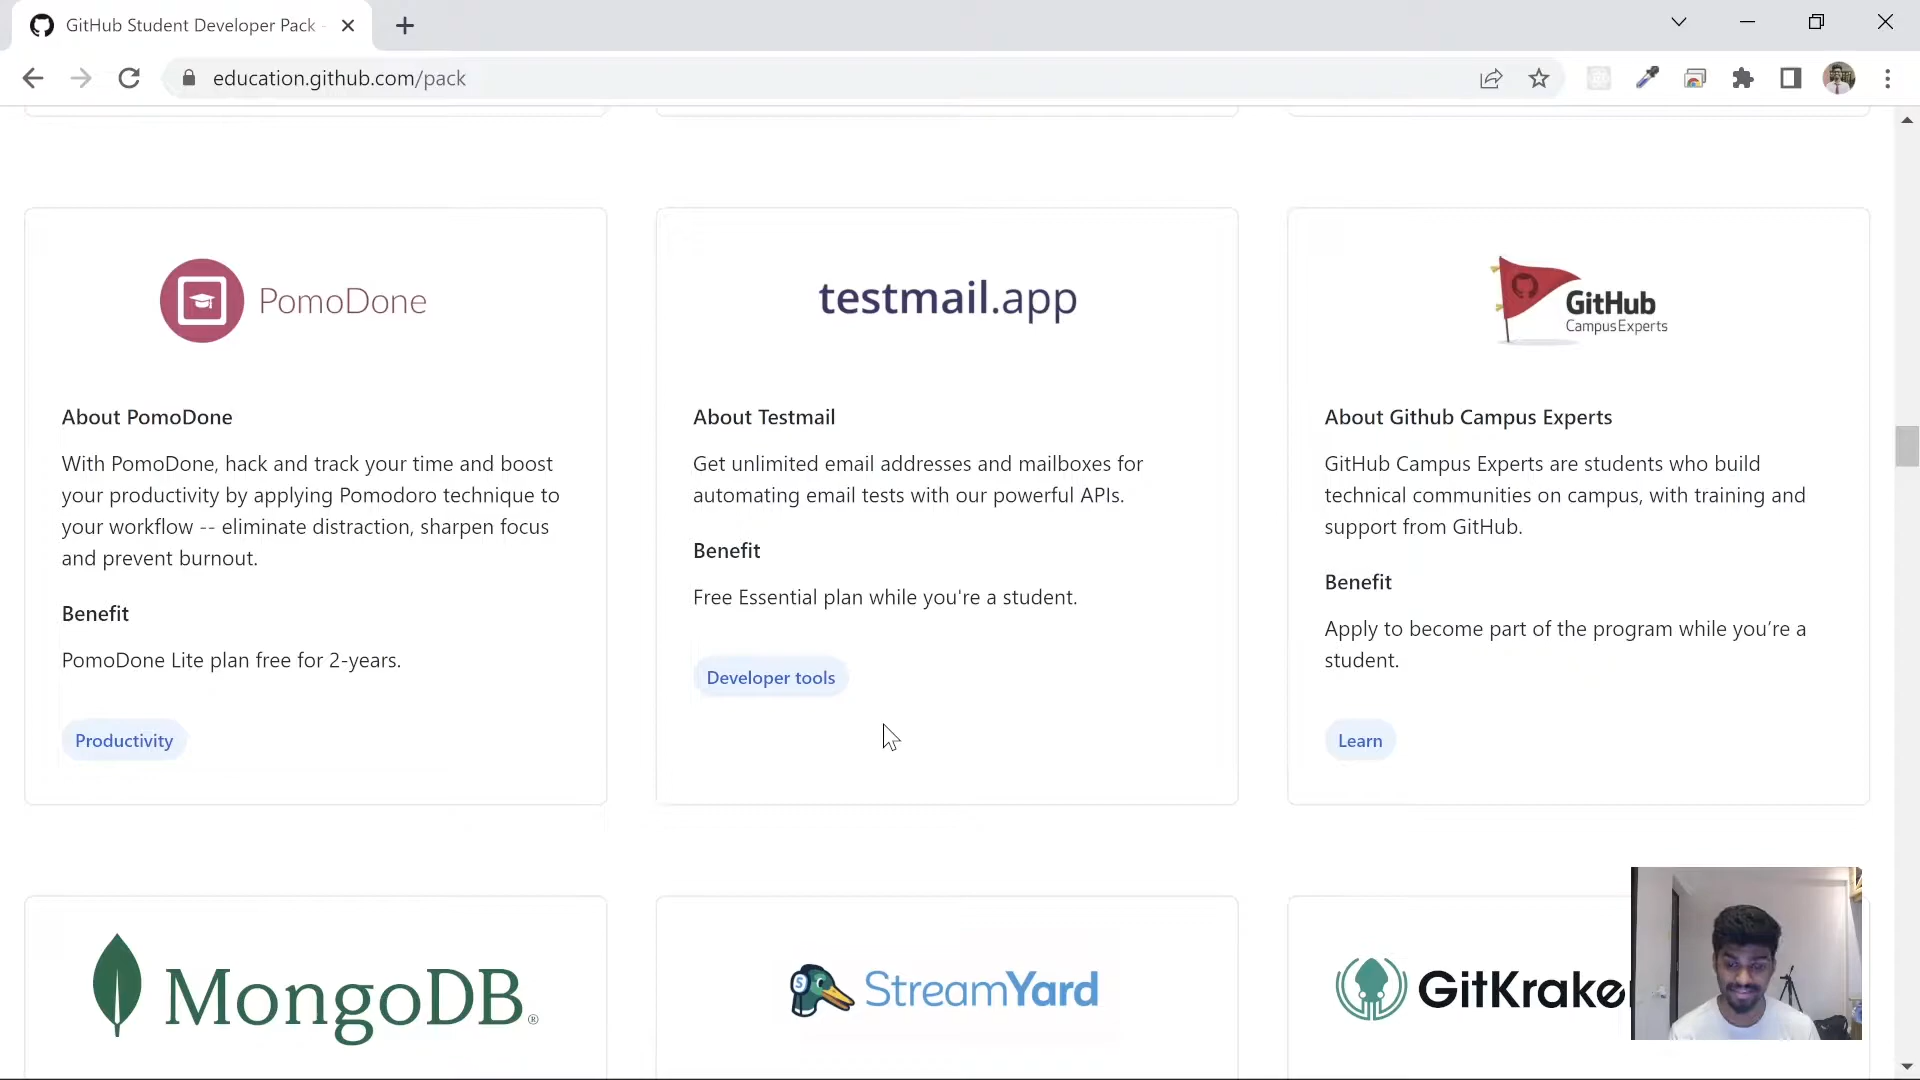 GitHub Student Developer Pack -
education.github.com/pack
PomoDone
About PomoDone
With PomoDone, hack and track your time and boost
your productivity by applying Pomodoro technique to
your workflow -- eliminate distraction, sharpen focus
and prevent burnout.
Benefit
PomoDone Lite plan free for 2-years.
Productivity
testmail.app
About Testmail
Get unlimited email addresses and mailboxes for
automating email tests with our powerful APIs.
Benefit
Free Essential plan while you're a student.
Developer tools
GitHub
Campus Experts
About Github Campus Experts
GitHub Campus Experts are students who build
technical communities on campus, with training and
support from GitHub.
Benefit
Apply to become part of the program while you’re a
student.
Learn
MongoDB®
StreamYard
GitKrake